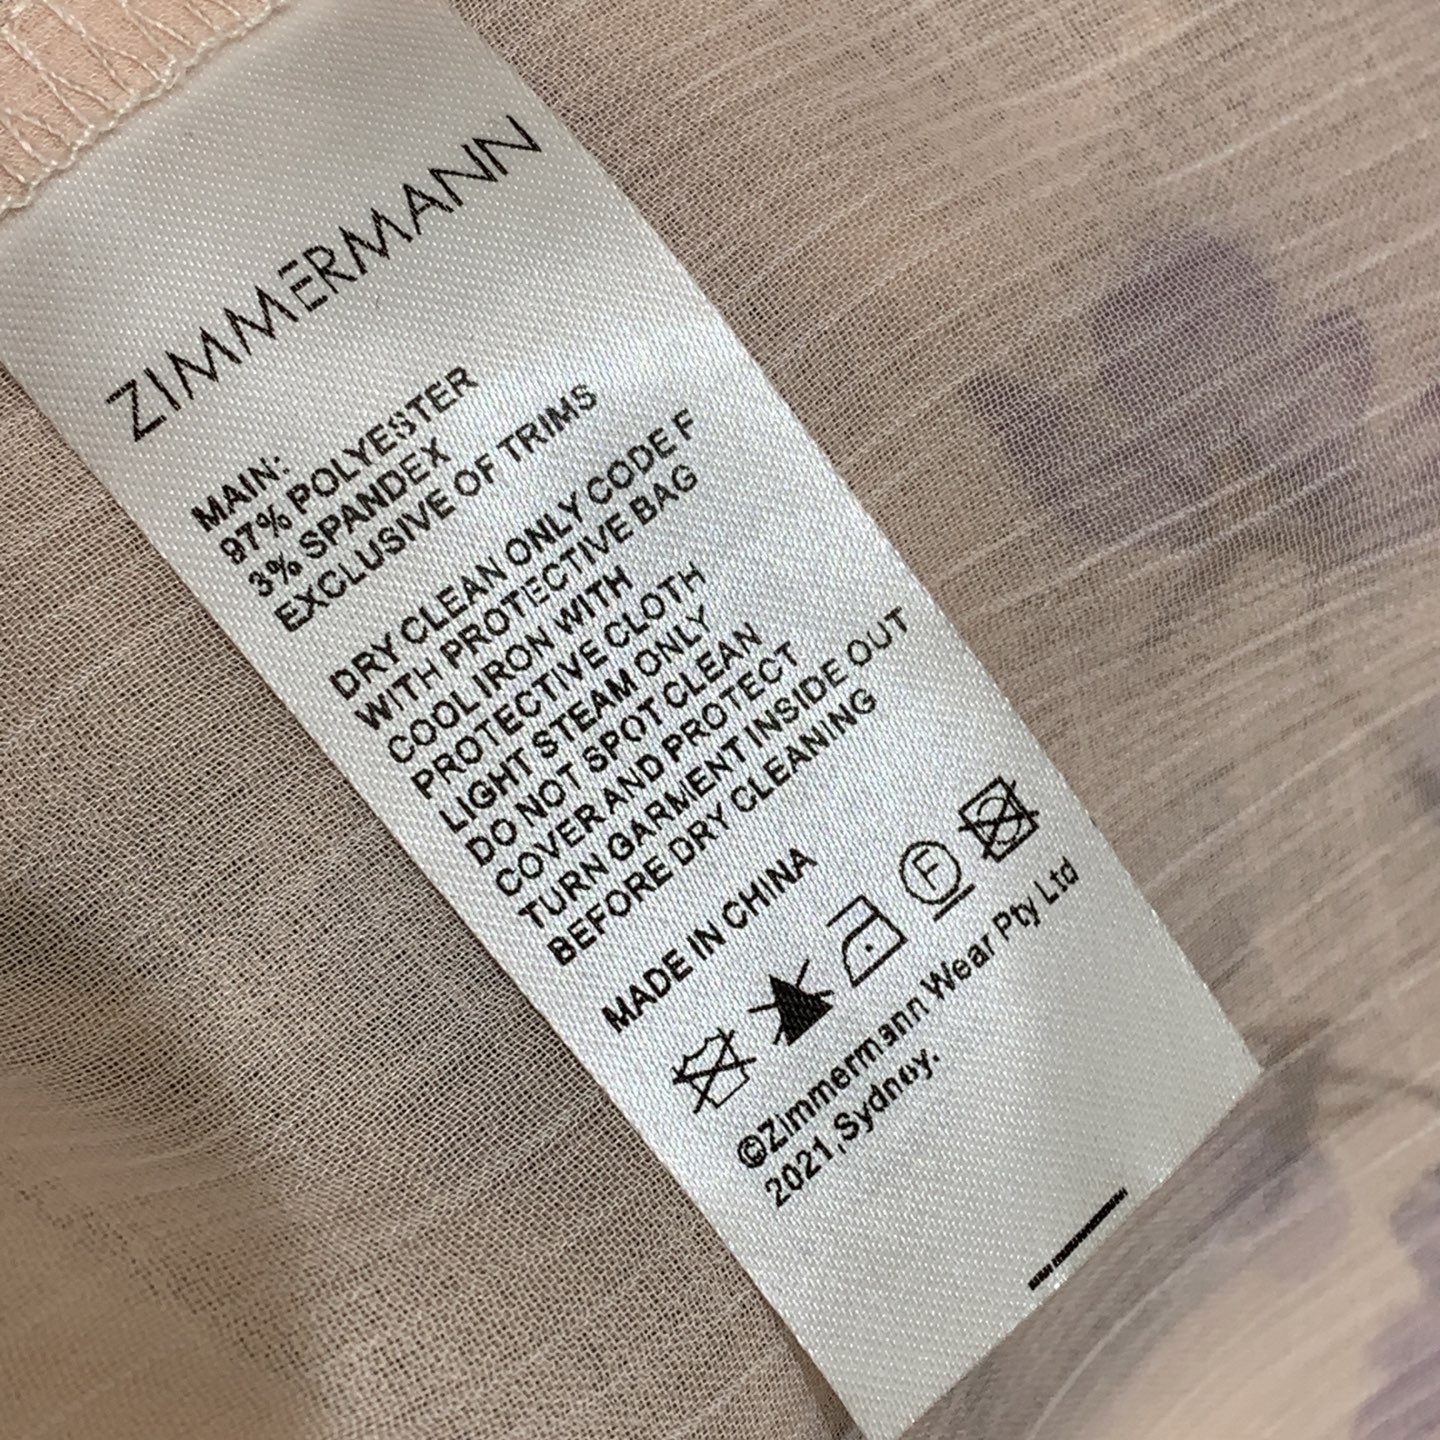 ZIMMERMANN
MAIN:
97% POLYESTER
3% SPANDEX
EXCLUSIVE OF TRIMS
DRY CLEAN ONLY CODE F
WITH PROTECTIVE BAG
COOL IRON WITH
PROTECTIVE CLOTH
LIGHT STEAM ONLY
DO NOT SPOT CLEAN
COVER AND PROTECT
TURN GARMENT INSIDE OUT
BEFORE DRY CLEANING
MADE IN CHINA
F
©Zimmermann Wear Pty Ltd
2021,Sydney.